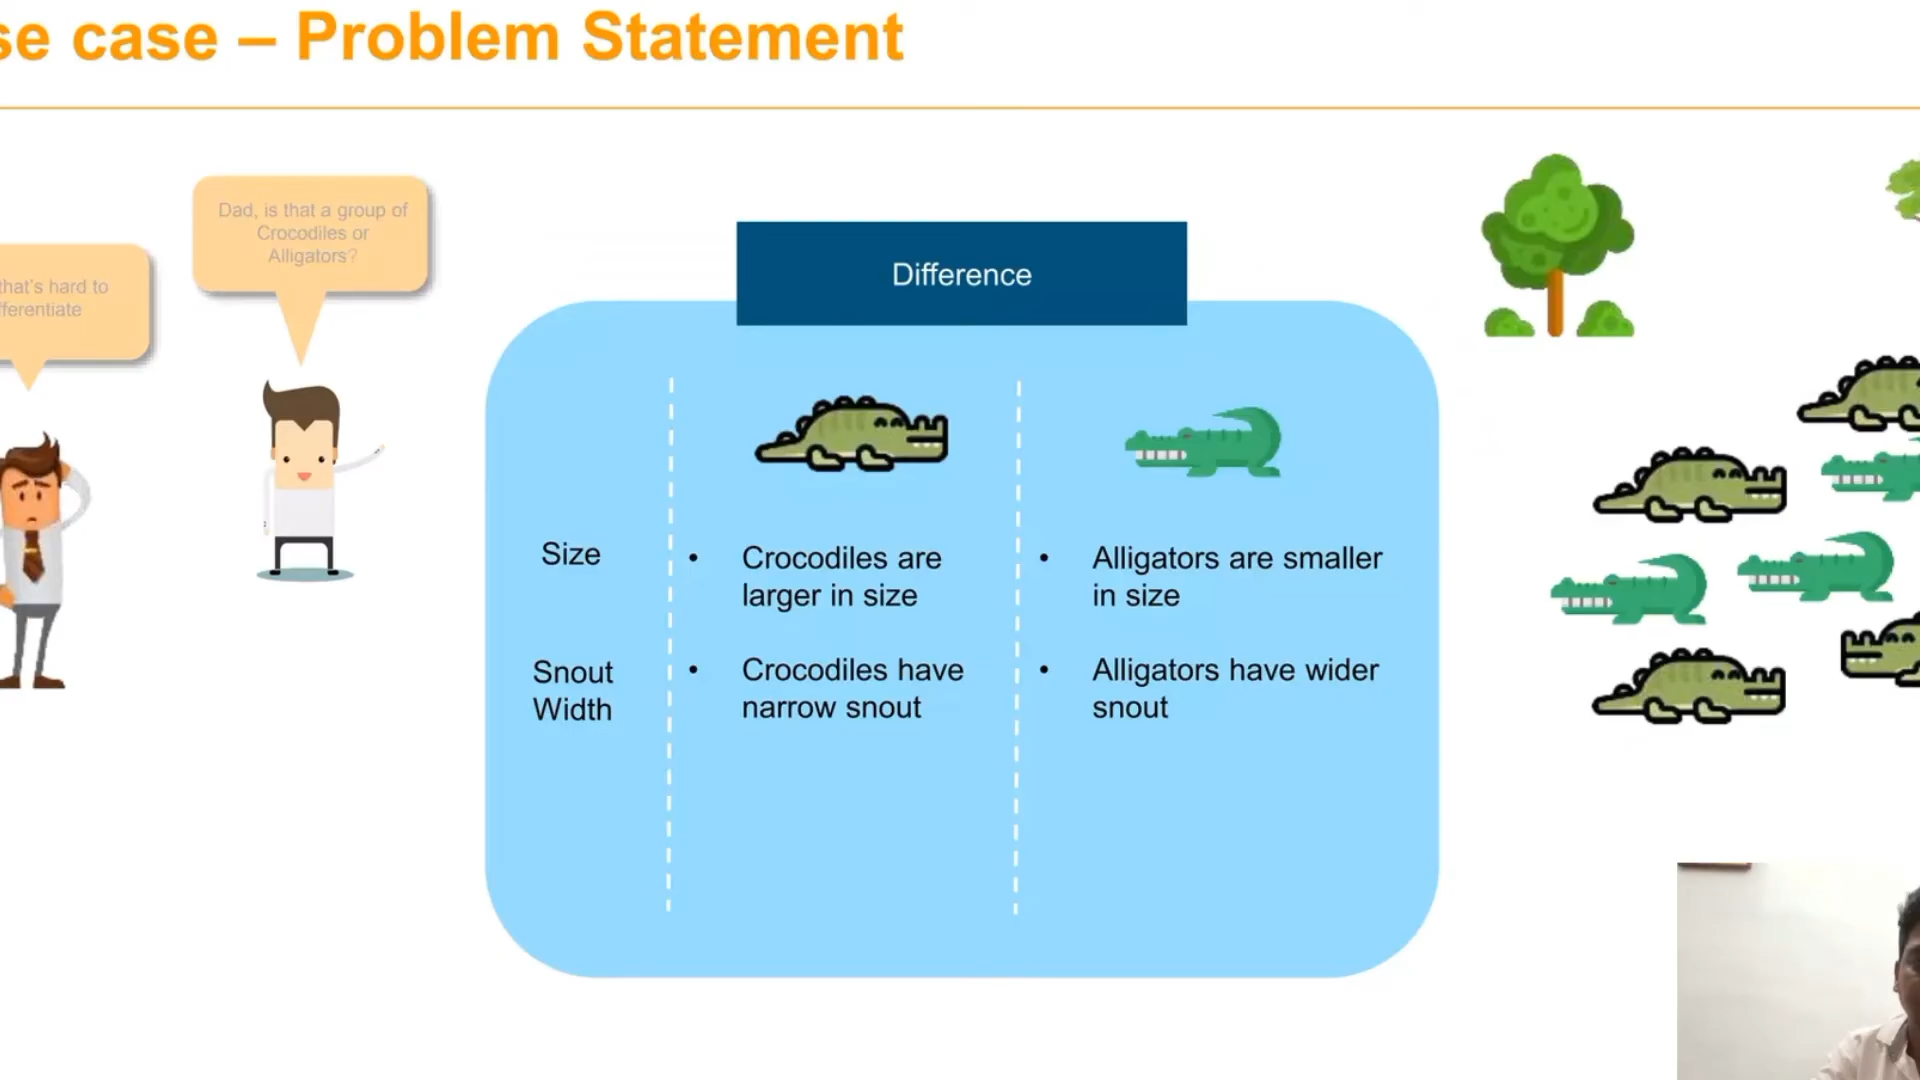 se case – Problem Statement
Dad, is that a group of
Crocodiles or
Alligators?
that's hard to
fferentiate
Difference
Size
Crocodiles are
larger in size
Alligators are smaller
in size
Snout
Width
Crocodiles have
narrow snout
Alligators have wider
snout